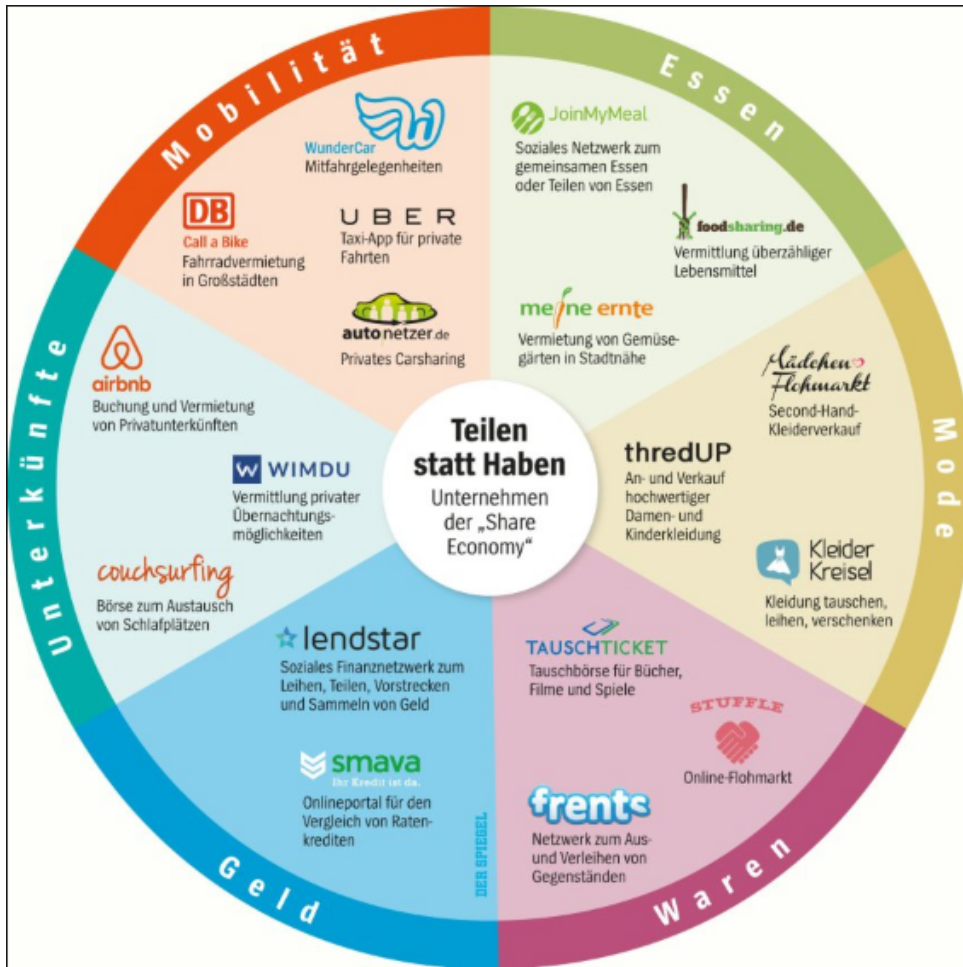 Mobilität
WunderCar
Mitfahrgelegenheiten
DB
Call a Bike
Fahrradvermietung
in Großstädten
UBER
Taxi-App für private
Fahrten
autonetzer.de
Privates Carsharing
Essen
JoinMyMeal
Soziales Netzwerk zum
gemeinsamen Essen
oder Teilen von Essen
foodsharing.de
Vermittlung überzähliger
Lebensmittel
meine ernte
Vermietung von Gemüse-
gärten in Stadtnähe
Mode
Mädchen
Flohmarkt
Second-Hand-
Kleiderverkauf
thredUP
An- und Verkauf
hochwertiger
Damen- und
Kinderkleidung
Kleider
Kreisel
Kleidung tauschen,
leihen, verschenken
Waren
TAUSCHTICKET
Tauschbörse für Bücher,
Filme und Spiele
STUFFLE
Online-Flohmarkt
frents
Netzwerk zum Aus-
und Verleihen von
Gegenständen
Geld
lendstar
Soziales Finanznetzwerk zum
Leihen, Teilen, Vorstrecken
und Sammeln von Geld
smava
Ihr Kredit ist da.
Onlineportal für den
Vergleich von Raten-
krediten
DER SPIEGEL
Unterkünfte
airbnb
Buchung und Vermietung
von Privatunterkünften
W WIMDU
Vermittlung privater
Übernachtungs-
möglichkeiten
couchsurfing
Börse zum Austausch
von Schlafplätzen
Teilen
statt Haben
Unternehmen
der „Share
Economy“